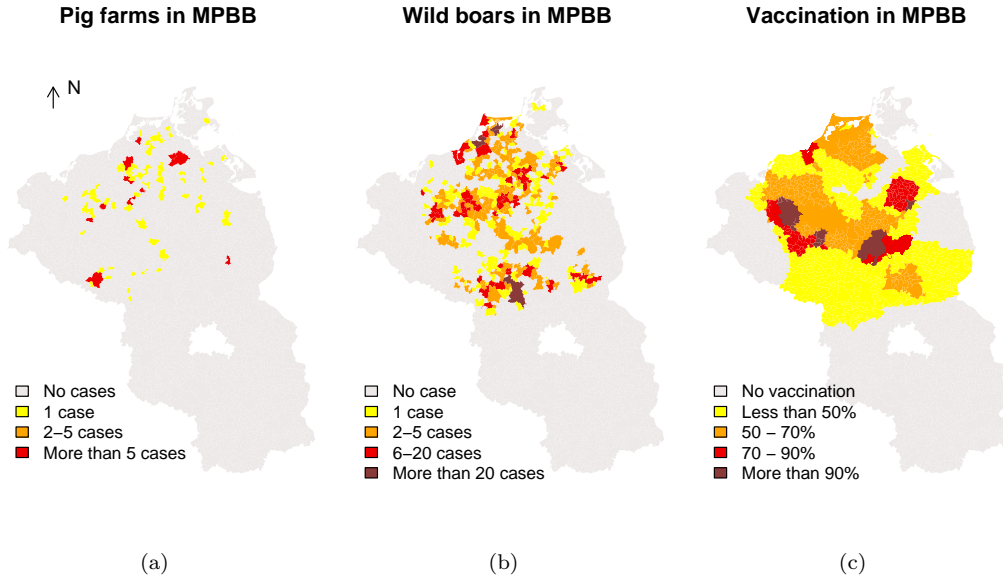 Pig farms in MPBB
Wild boars in MPBB
Vaccination in MPBB
N
No cases
1 case
2−5 cases
More than 5 cases
No case
1 case
2−5 cases
6−20 cases
More than 20 cases
No vaccination
Less than 50%
50 − 70%
70 − 90%
More than 90%
(a)
(b)
(c)